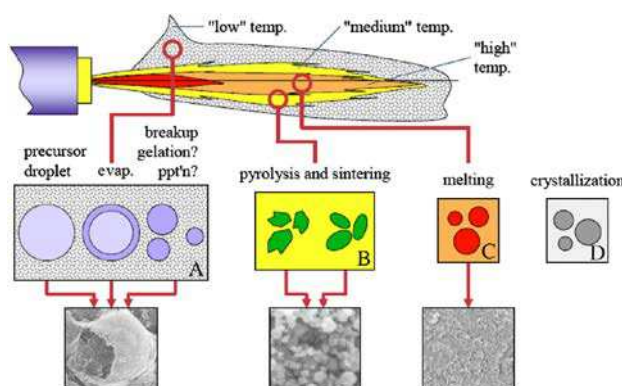 "low" temp.
"medium" temp.
"high"
temp.
precursor
droplet
evap.
breakup
gelation?
ppt'n?
pyrolysis and sintering
melting
crystallization
A
B
C
D